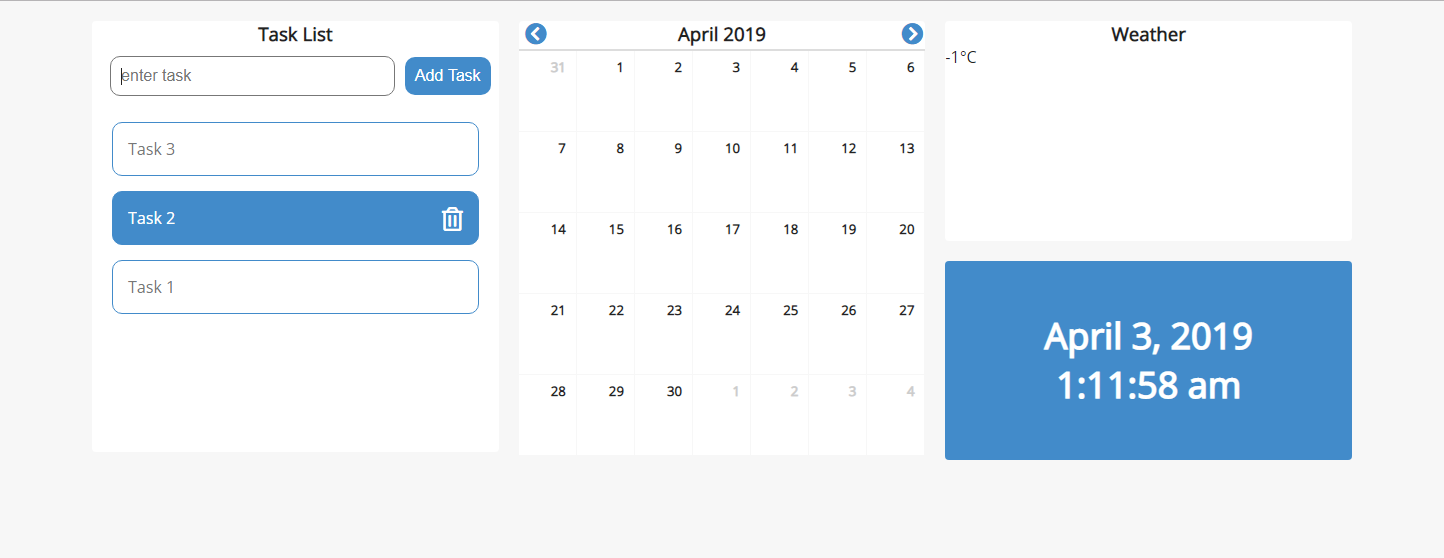 Task List
enter task
Add Task
Task 3
Task 2
Task 1
April 2019
31 1 2 3 4 5 6
7 8 9 10 11 12 13
14 15 16 17 18 19 20
21 22 23 24 25 26 27
28 29 30 1 2 3 4
Weather
-1°C
April 3, 2019
1:11:58 am